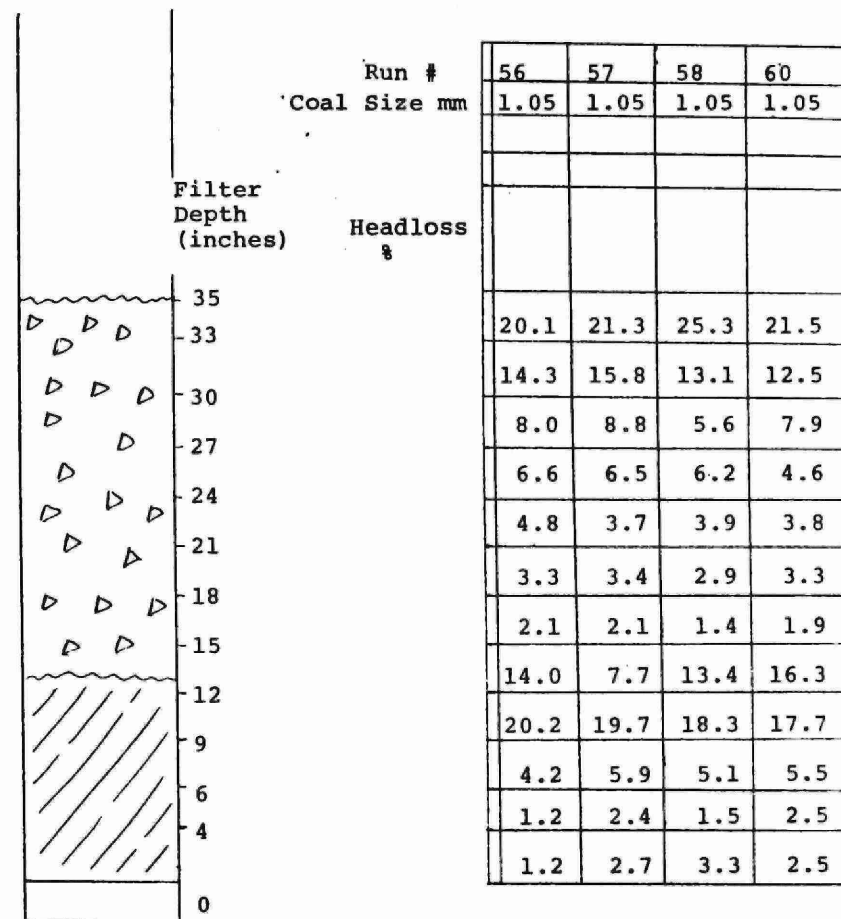 Run # 56 57 58 60
Coal Size mm 1.05 1.05 1.05 1.05
Filter
Depth
(inches)
Headloss
%
35
20.1 21.3 25.3 21.5
33
14.3 15.8 13.1 12.5
30
8.0 8.8 5.6 7.9
27
6.6 6.5 6.2 4.6
24
4.8 3.7 3.9 3.8
21
3.3 3.4 2.9 3.3
18
2.1 2.1 1.4 1.9
15
14.0 7.7 13.4 16.3
12
20.2 19.7 18.3 17.7
9
4.2 5.9 5.1 5.5
6
1.2 2.4 1.5 2.5
4
1.2 2.7 3.3 2.5
0